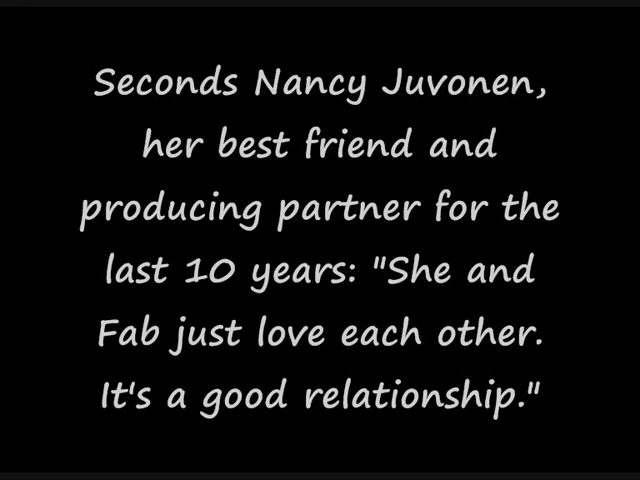 Seconds Nancy Juvonen,
her best friend and
producing partner for the
last 10 years: "She and
Fab just love each other.
It's a good relationship."